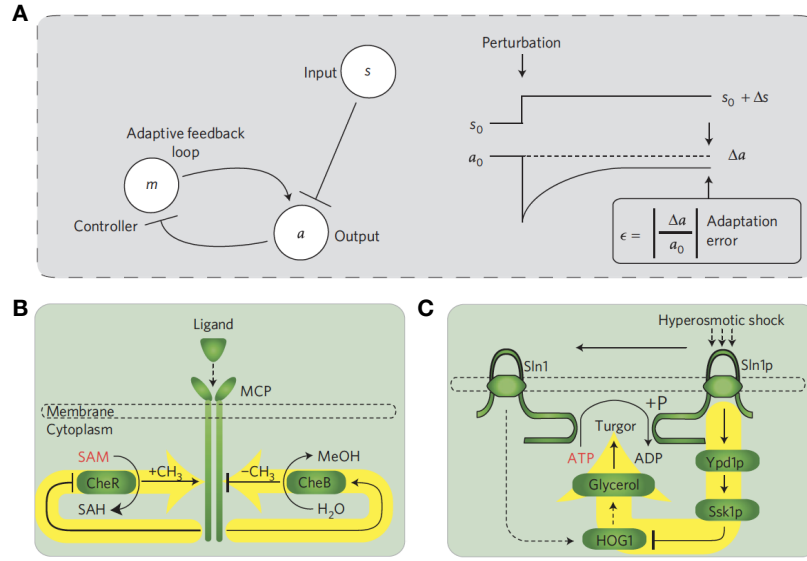 A
Perturbation
Input
s
s₀ + Δs
s₀
Adaptive feedback
loop
a₀
Δa
m
Controller
a
Output
ϵ = | Δa / a₀ | Adaptation
error
B
Ligand
MCP
Membrane
Cytoplasm
SAM
MeOH
CheR
+CH₃
−CH₃
CheB
SAH
H₂O
C
Hyperosmotic shock
Sln1
Sln1p
+P
Turgor
ATP
ADP
Ypd1p
Glycerol
Ssk1p
HOG1